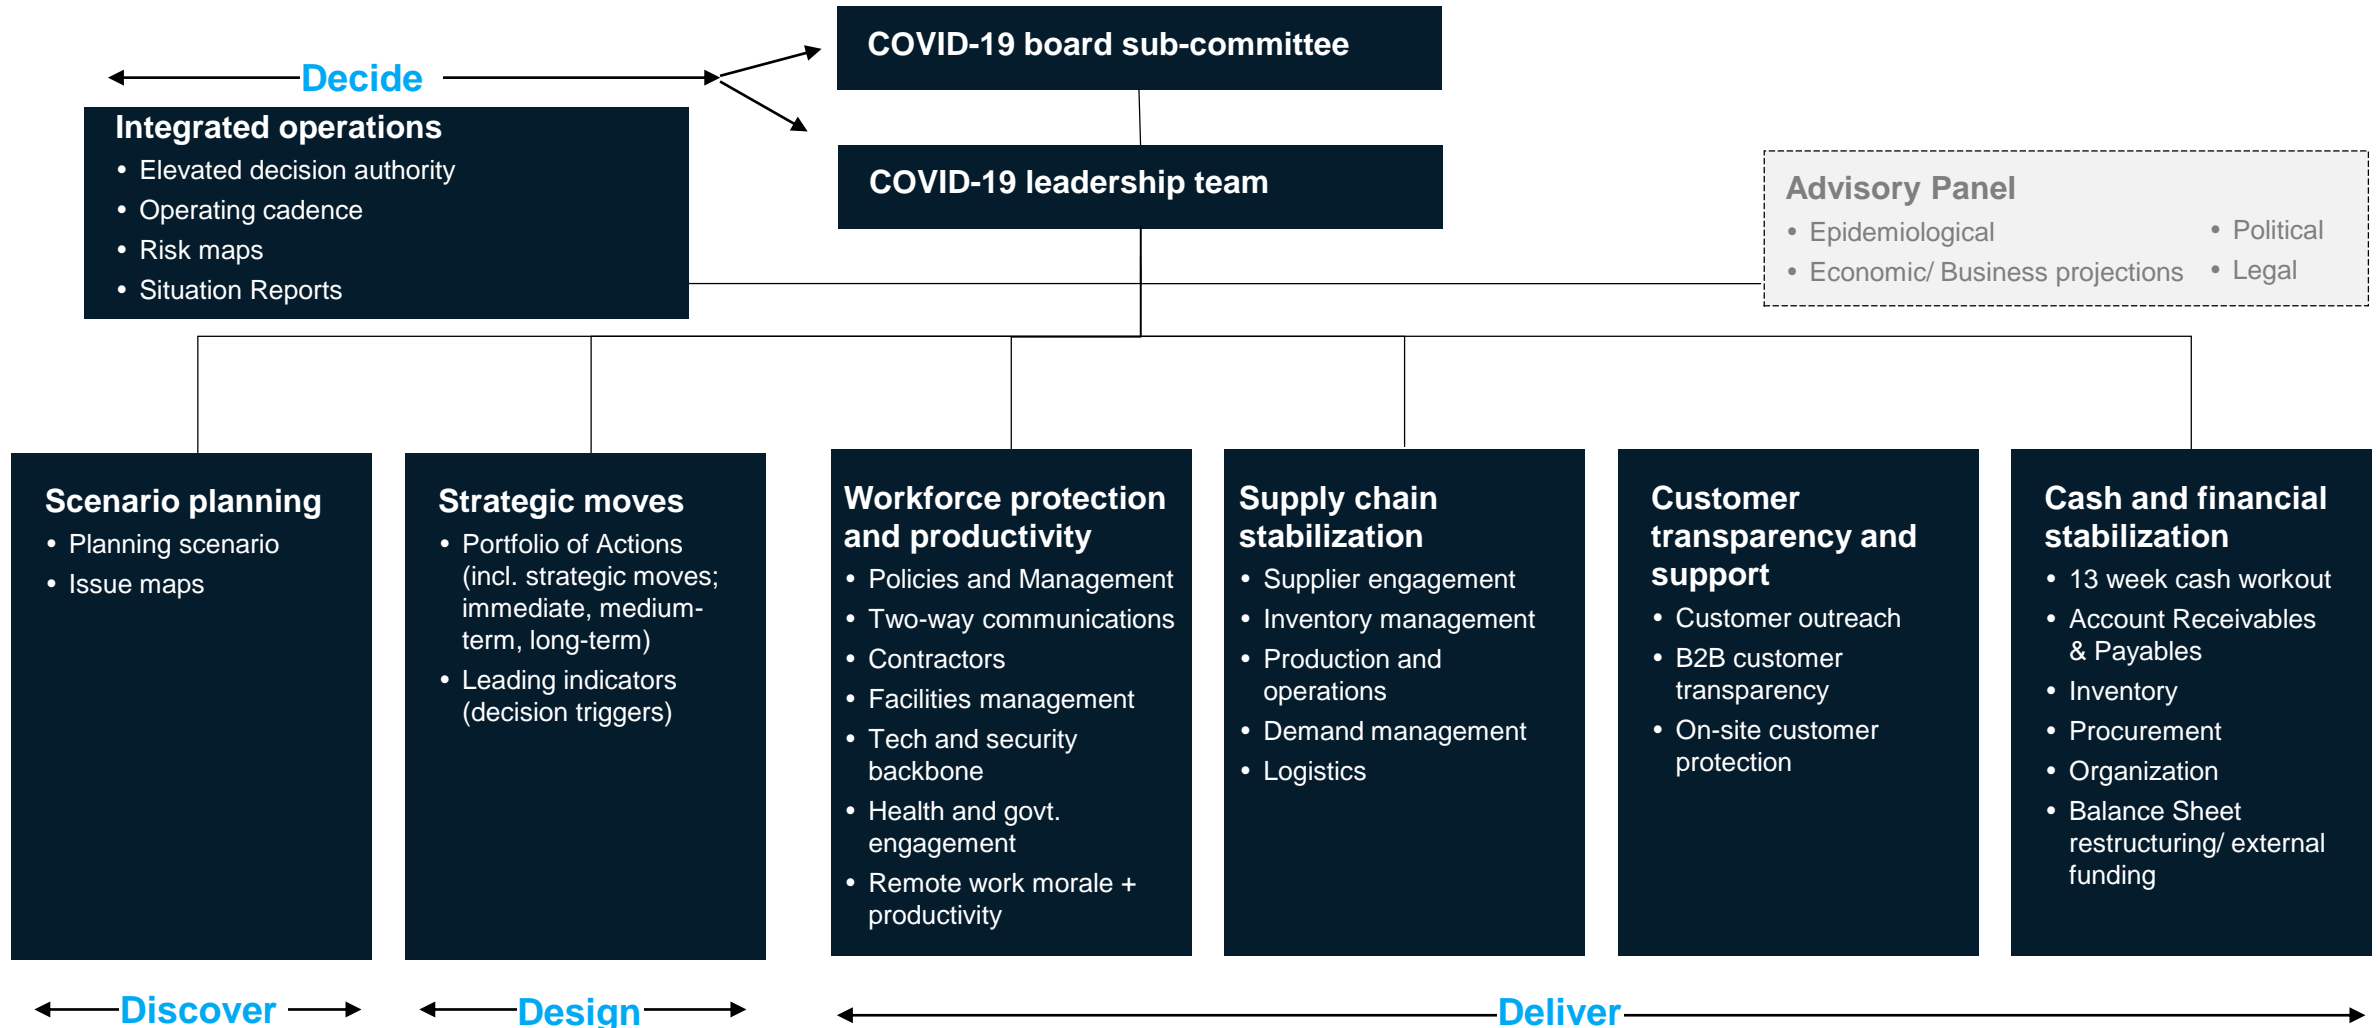 COVID-19 board sub-committee
Decide
Integrated operations
• Elevated decision authority
• Operating cadence
• Risk maps
• Situation Reports
COVID-19 leadership team
Advisory Panel
• Epidemiological
• Economic/ Business projections
• Political
• Legal
Scenario planning
• Planning scenario
• Issue maps
Strategic moves
• Portfolio of Actions
(incl. strategic moves;
immediate, medium-
term, long-term)
• Leading indicators
(decision triggers)
Workforce protection
and productivity
• Policies and Management
• Two-way communications
• Contractors
• Facilities management
• Tech and security
backbone
• Health and govt.
engagement
• Remote work morale +
productivity
Supply chain
stabilization
• Supplier engagement
• Inventory management
• Production and
operations
• Demand management
• Logistics
Customer
transparency and
support
• Customer outreach
• B2B customer
transparency
• On-site customer
protection
Cash and financial
stabilization
• 13 week cash workout
• Account Receivables
& Payables
• Inventory
• Procurement
• Organization
• Balance Sheet
restructuring/ external
funding
Discover
Design
Deliver